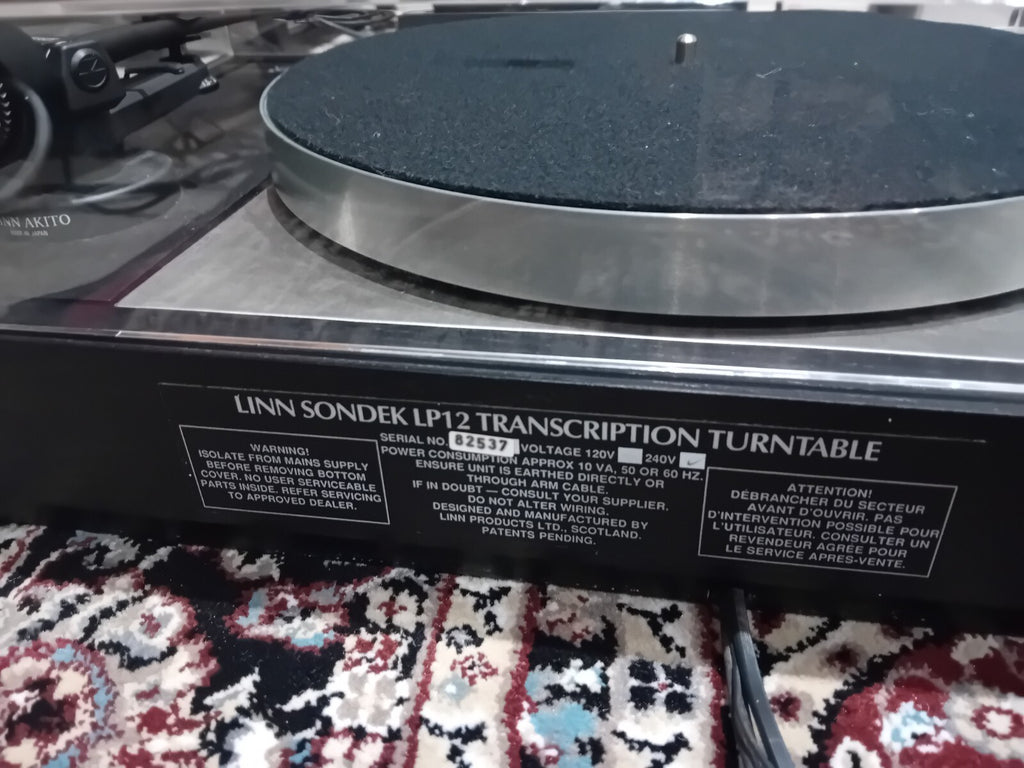 LINN AKITO
MADE IN JAPAN
LINN SONDEK LP12 TRANSCRIPTION TURNTABLE
WARNING!
ISOLATE FROM MAINS SUPPLY
BEFORE REMOVING BOTTOM
COVER. NO USER SERVICEABLE
PARTS INSIDE. REFER SERVICING
TO APPROVED DEALER.
SERIAL NO. 82537 VOLTAGE 120V 240V ✓
POWER CONSUMPTION APPROX 10 VA, 50 OR 60 HZ.
ENSURE UNIT IS EARTHED DIRECTLY OR
THROUGH ARM CABLE.
IF IN DOUBT — CONSULT YOUR SUPPLIER.
DO NOT ALTER WIRING.
DESIGNED AND MANUFACTURED BY
LINN PRODUCTS LTD., SCOTLAND.
PATENTS PENDING.
ATTENTION!
DÉBRANCHER DU SECTEUR
AVANT D'OUVRIR. PAS
D'INTERVENTION POSSIBLE POUR
L'UTILISATEUR. CONSULTER UN
REVENDEUR AGRÉE POUR
LE SERVICE APRES-VENTE.